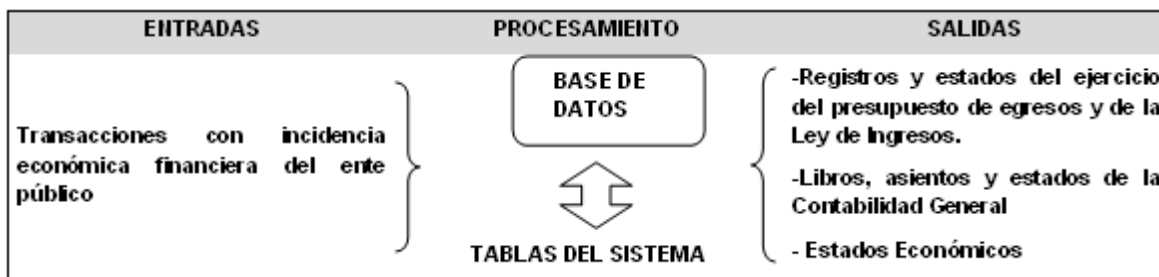 ENTRADAS
PROCESAMIENTO
SALIDAS
Transacciones con incidencia
económica financiera del ente
público
BASE DE
DATOS
TABLAS DEL SISTEMA
-Registros y estados del ejercicio
del presupuesto de egresos y de la
Ley de Ingresos.
-Libros, asientos y estados de la
Contabilidad General
- Estados Económicos